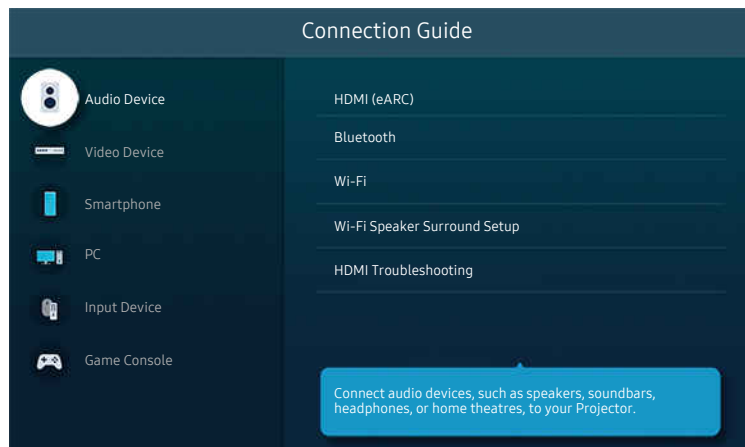 Connection Guide
Audio Device
Video Device
Smartphone
PC
Input Device
Game Console
HDMI (eARC)
Bluetooth
Wi-Fi
Wi-Fi Speaker Surround Setup
HDMI Troubleshooting
Connect audio devices, such as speakers, soundbars,
headphones, or home theatres, to your Projector.